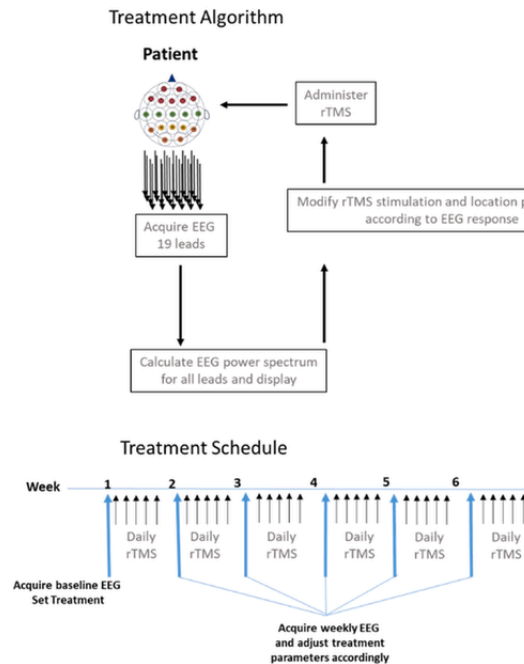 Treatment Algorithm
Patient
Administer
rTMS
Modify rTMS stimulation and location
according to EEG response
Acquire EEG
19 leads
Calculate EEG power spectrum
for all leads and display
Treatment Schedule
Week 1 2 3 4 5 6
Daily Daily Daily Daily Daily Daily
rTMS rTMS rTMS rTMS rTMS rTMS
Acquire baseline EEG
Set Treatment
Acquire weekly EEG
and adjust treatment
parameters accordingly